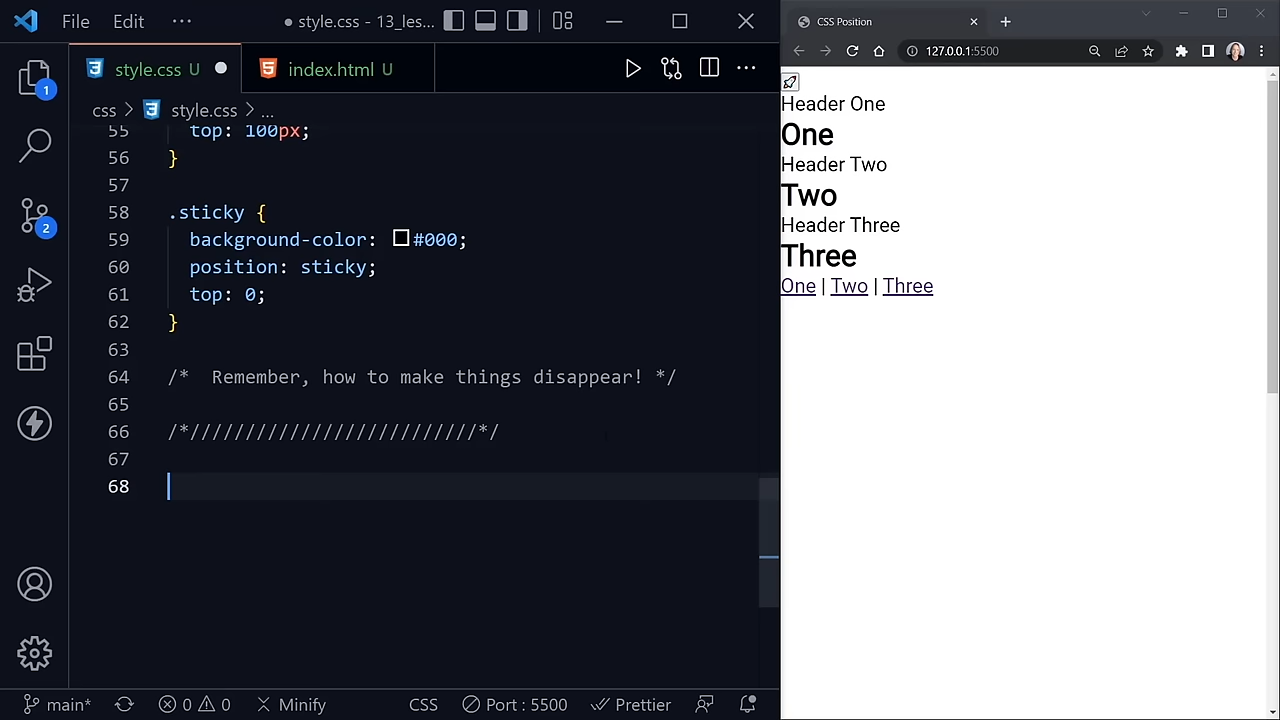 File Edit ··· ● style.css - 13_les...
style.css U ● index.html U
css > style.css > ...
55 top: 100px;
56 }
57
58 .sticky {
59 background-color: #000;
60 position: sticky;
61 top: 0;
62 }
63
64 /*  Remember, how to make things disappear! */
65
66 /*//////////////////////////*/
67
68
1
2
main* 0 0 Minify CSS Port : 5500 Prettier
CSS Position
127.0.0.1:5500
Header One
One
Header Two
Two
Header Three
Three
One | Two | Three